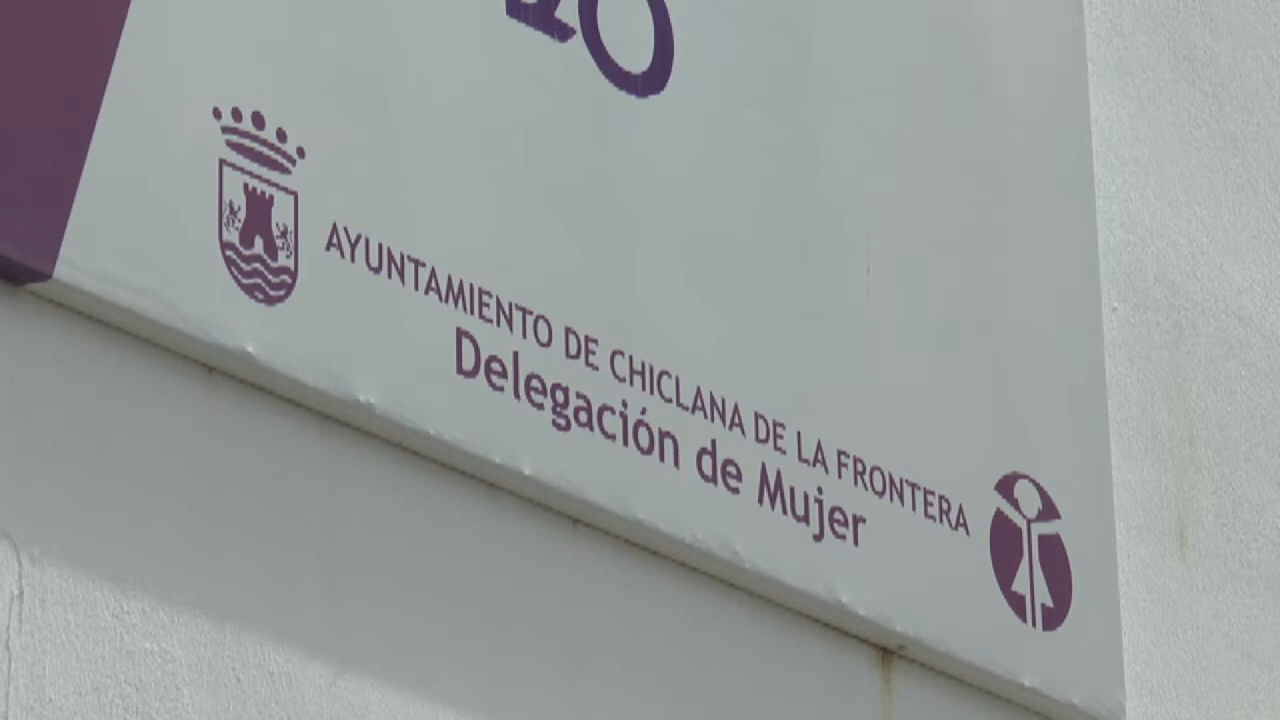 AYUNTAMIENTO DE CHICLANA DE LA FRONTERA
Delegación de Mujer